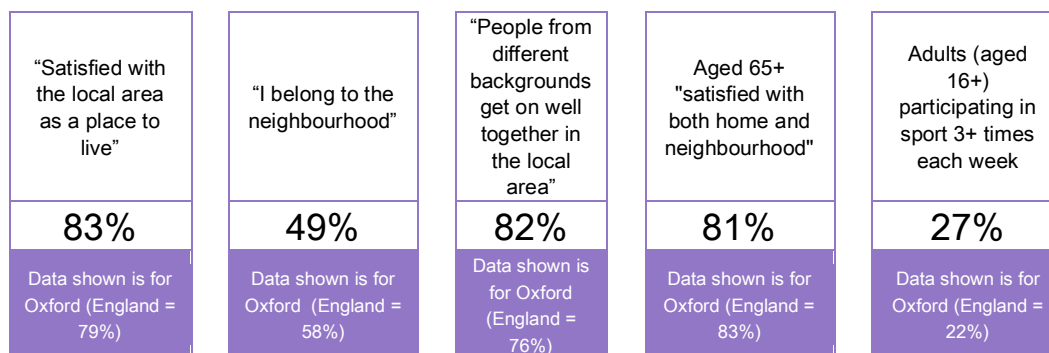 “Satisfied with
the local area
as a place to
live”
83%
Data shown is for
Oxford (England =
79%)
“I belong to the
neighbourhood”
49%
Data shown is for
Oxford  (England =
58%)
“People from
different
backgrounds
get on well
together in
the local
area”
82%
Data shown is
for Oxford
(England =
76%)
Aged 65+
"satisfied with
both home and
neighbourhood"
81%
Data shown is for
Oxford (England =
83%)
Adults (aged
16+)
participating in
sport 3+ times
each week
27%
Data shown is for
Oxford (England =
22%)